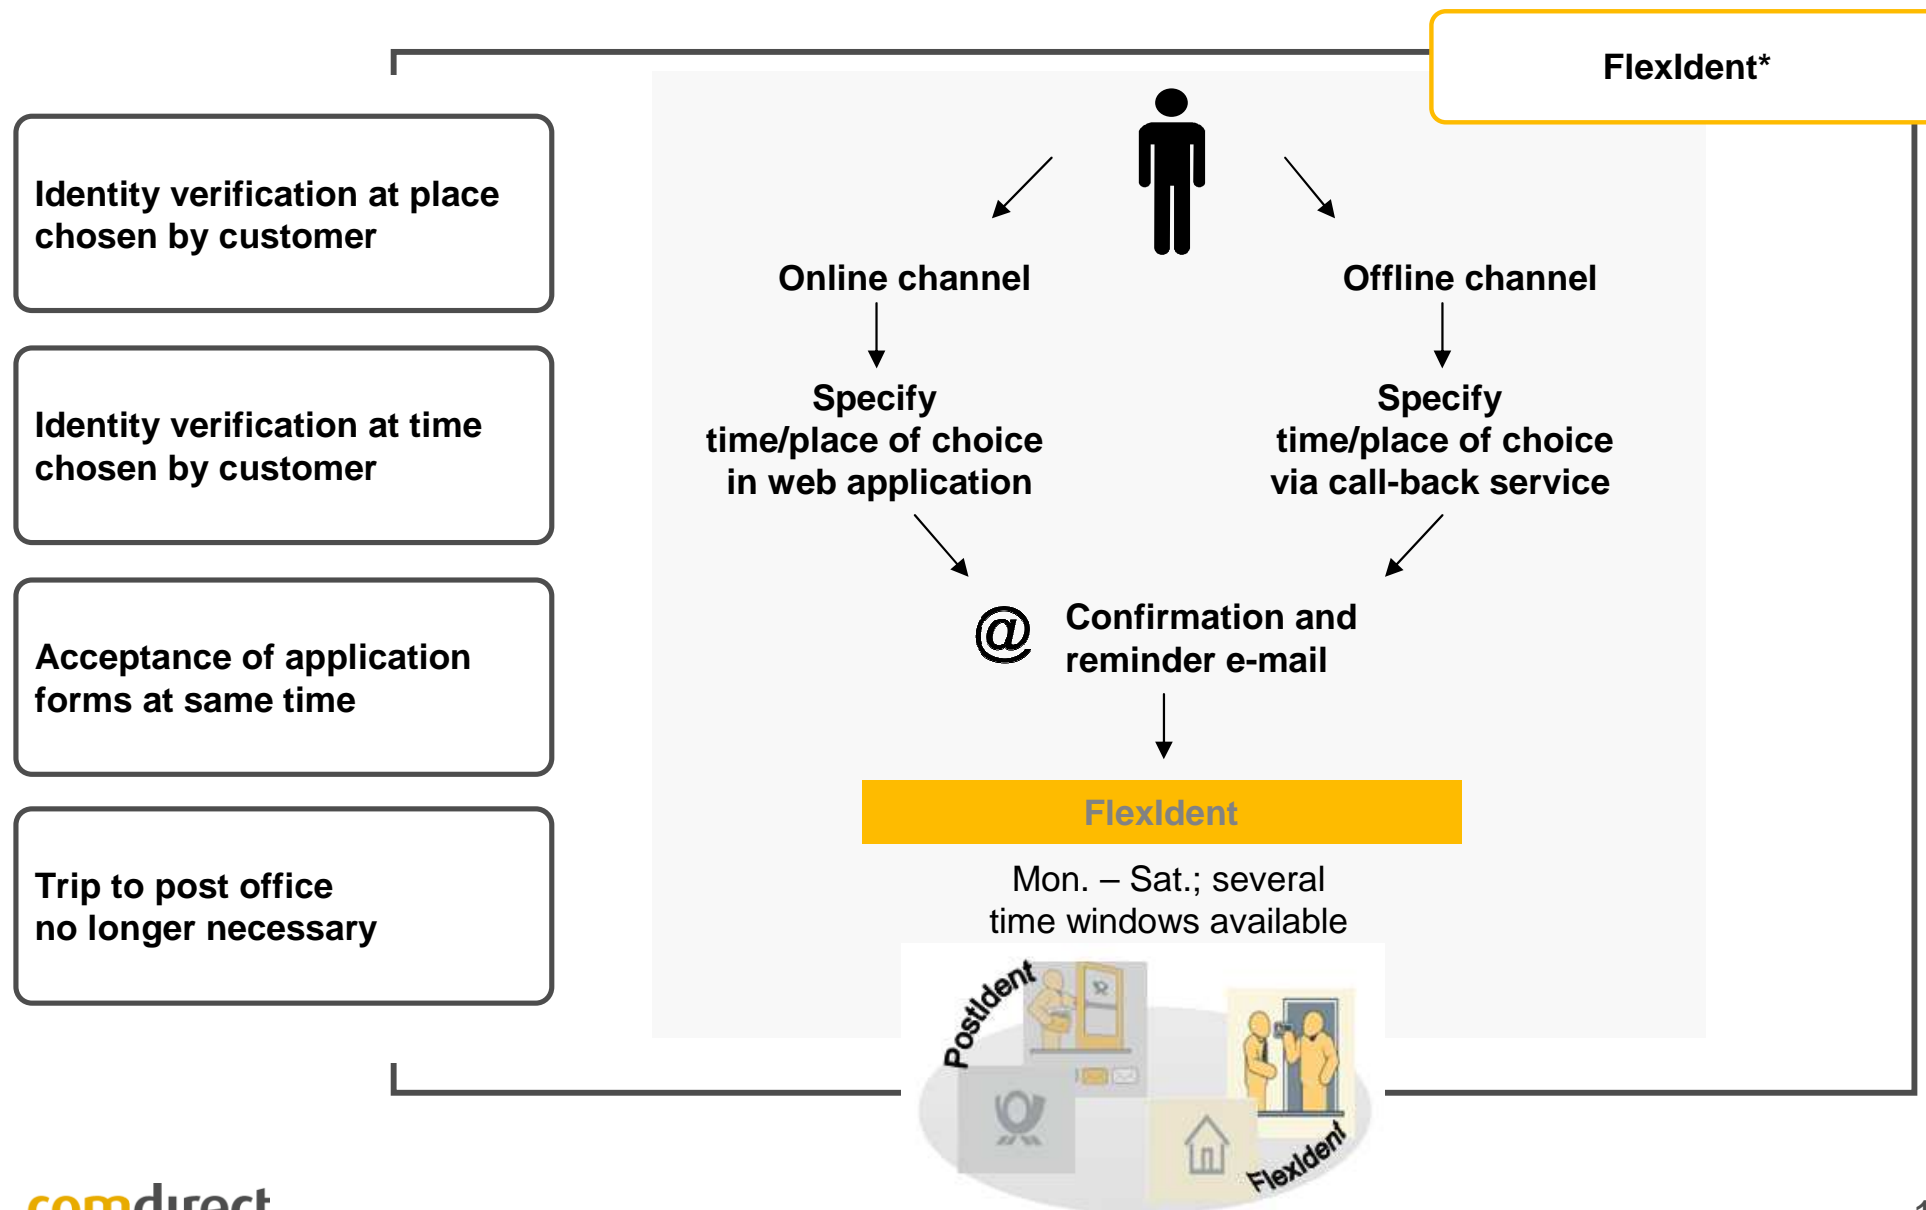 FlexIdent*
Identity verification at place
chosen by customer
Identity verification at time
chosen by customer
Acceptance of application
forms at same time
Trip to post office
no longer necessary
Online channel
Offline channel
Specify
time/place of choice
in web application
Specify
time/place of choice
via call-back service
@
Confirmation and
reminder e-mail
FlexIdent
Mon. – Sat.; several
time windows available
PostIdent
FlexIdent
comdirect